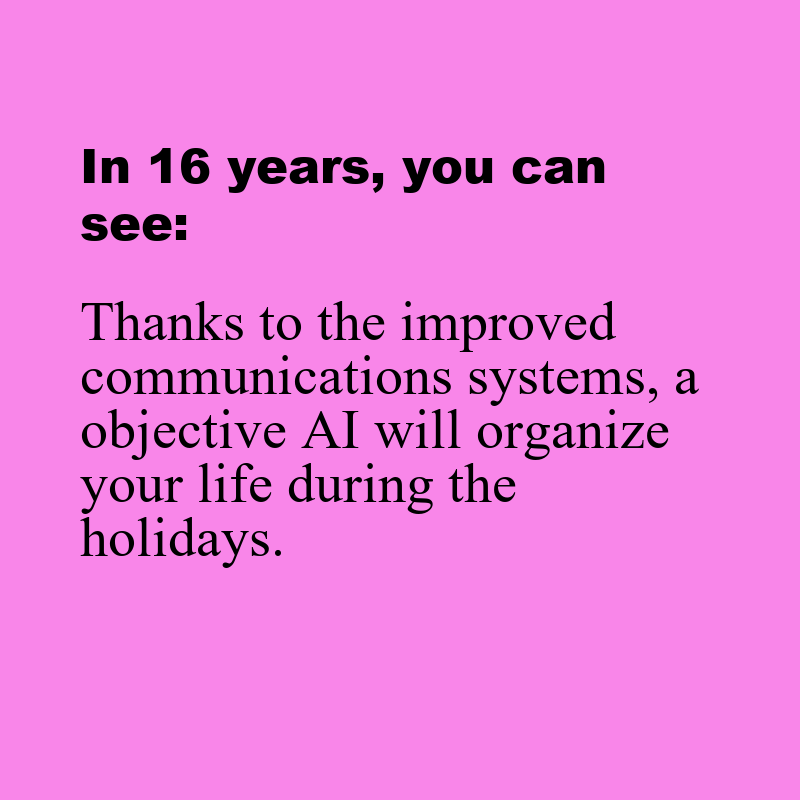 In 16 years, you can
see:
Thanks to the improved
communications systems, a
objective AI will organize
your life during the
holidays.